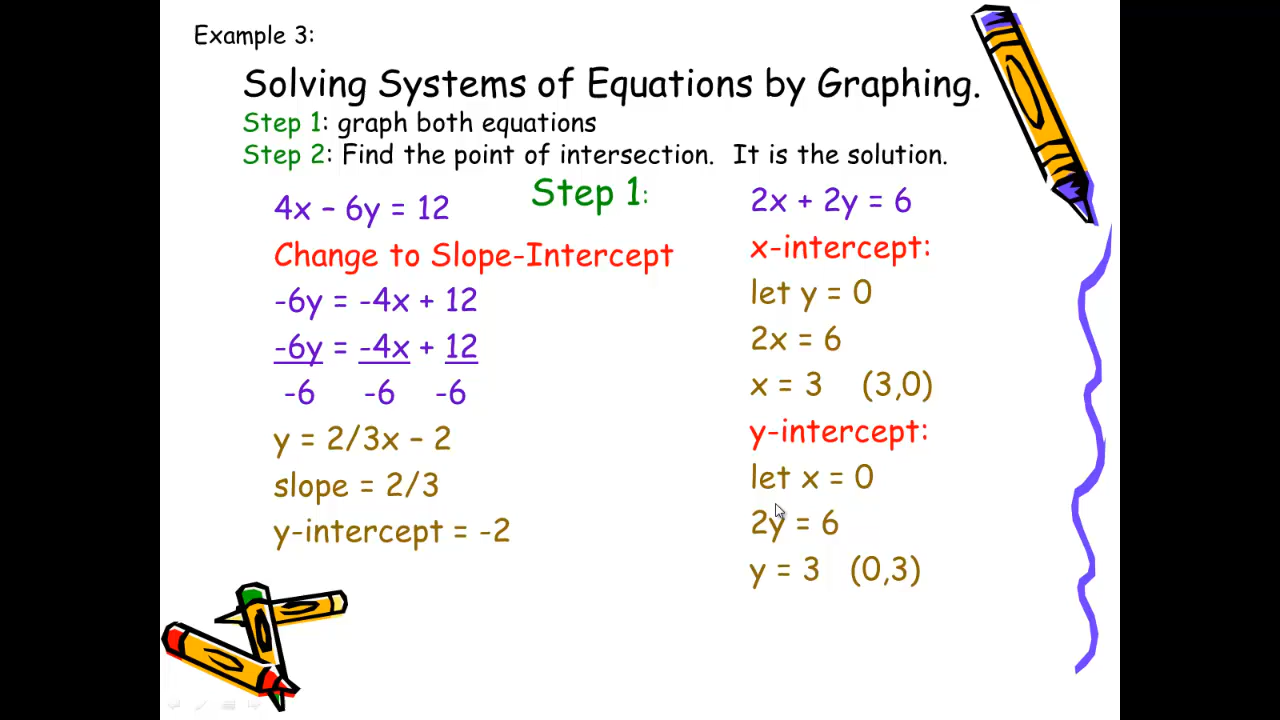 Example 3:
Solving Systems of Equations by Graphing.
Step 1: graph both equations
Step 2: Find the point of intersection. It is the solution.
Step 1:
4x – 6y = 12
Change to Slope-Intercept
-6y = -4x + 12
-6y = -4x + 12
-6 -6 -6
y = 2/3x – 2
slope = 2/3
y-intercept = -2
2x + 2y = 6
x-intercept:
let y = 0
2x = 6
x = 3 (3,0)
y-intercept:
let x = 0
2y = 6
y = 3 (0,3)